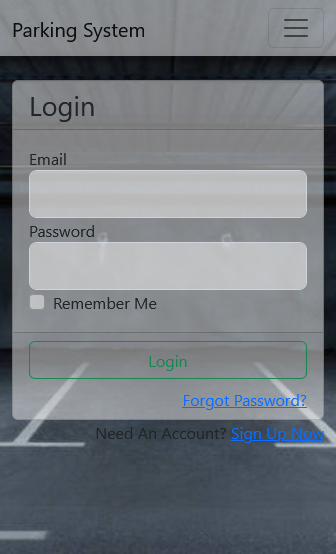 Parking System
Login
Email
Password
Remember Me
Login
Forgot Password?
Need An Account? Sign Up Now